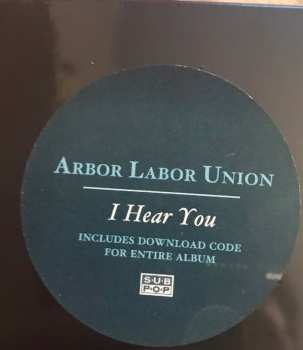 ARBOR LABOR UNION
I Hear You
INCLUDES DOWNLOAD CODE
FOR ENTIRE ALBUM
SUB
POP